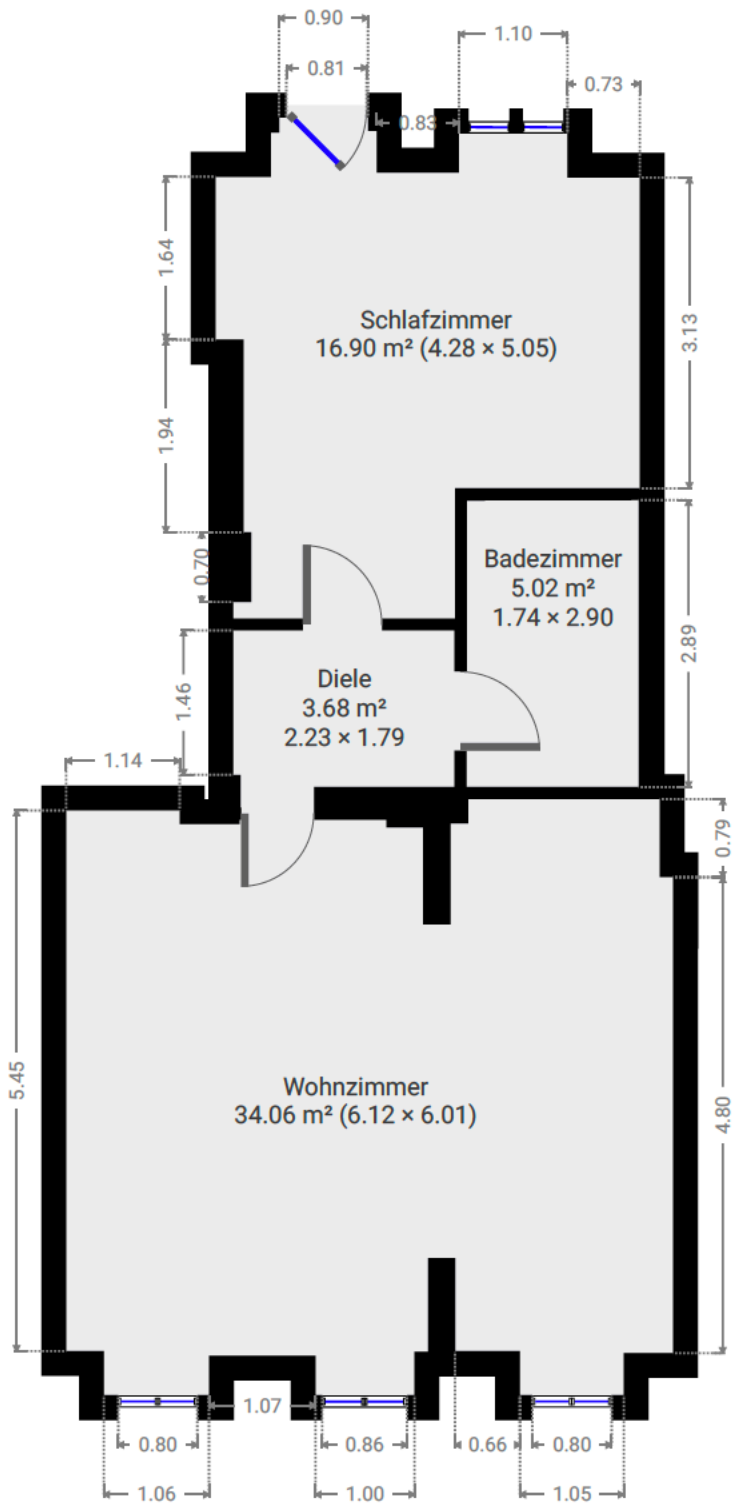 0.90
1.10
0.81
0.73
0.83
1.64
Schlafzimmer
16.90 m² (4.28 × 5.05)
3.13
1.94
0.70
Badezimmer
5.02 m²
1.74 × 2.90
2.89
Diele
3.68 m²
2.23 × 1.79
1.46
1.14
0.79
5.45
Wohnzimmer
34.06 m² (6.12 × 6.01)
4.80
1.07
0.80
0.86
0.66
0.80
1.06
1.00
1.05